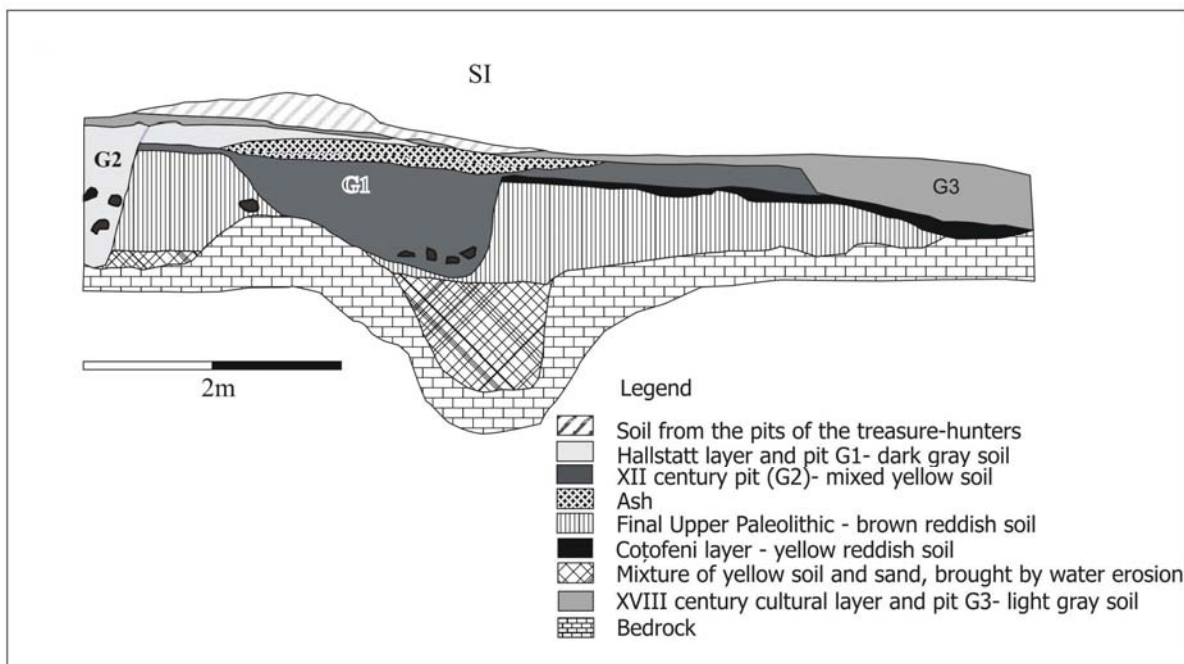 SI
G2
G1
G3
2m
Legend
Soil from the pits of the treasure-hunters
Hallstatt layer and pit G1- dark gray soil
XII century pit (G2)- mixed yellow soil
Ash
Final Upper Paleolithic - brown reddish soil
Coțofeni layer - yellow reddish soil
Mixture of yellow soil and sand, brought by water erosion
XVIII century cultural layer and pit G3- light gray soil
Bedrock